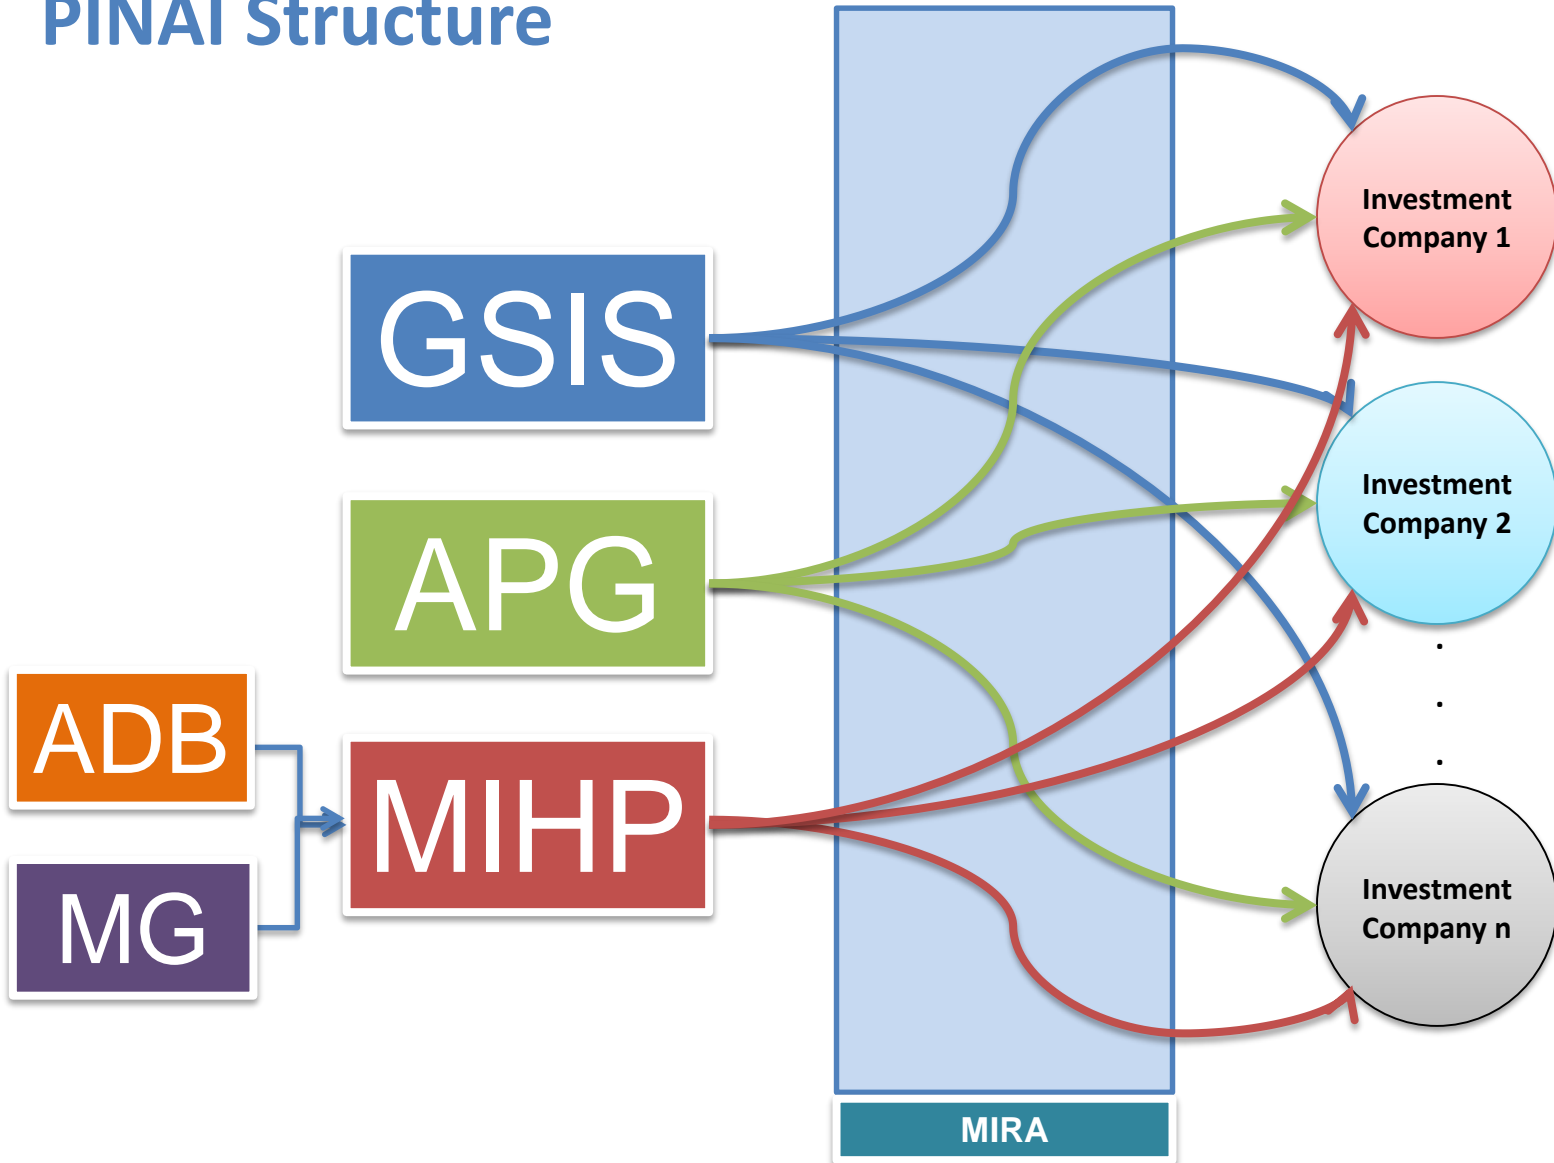 PINAI Structure
GSIS
APG
ADB
MG
MIHP
Investment
Company 1
Investment
Company 2
.
.
.
Investment
Company n
MIRA